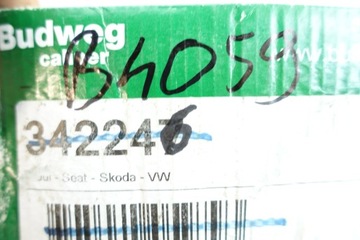 Budweg
caliper
B4059
342246
- Seat - Skoda - VW